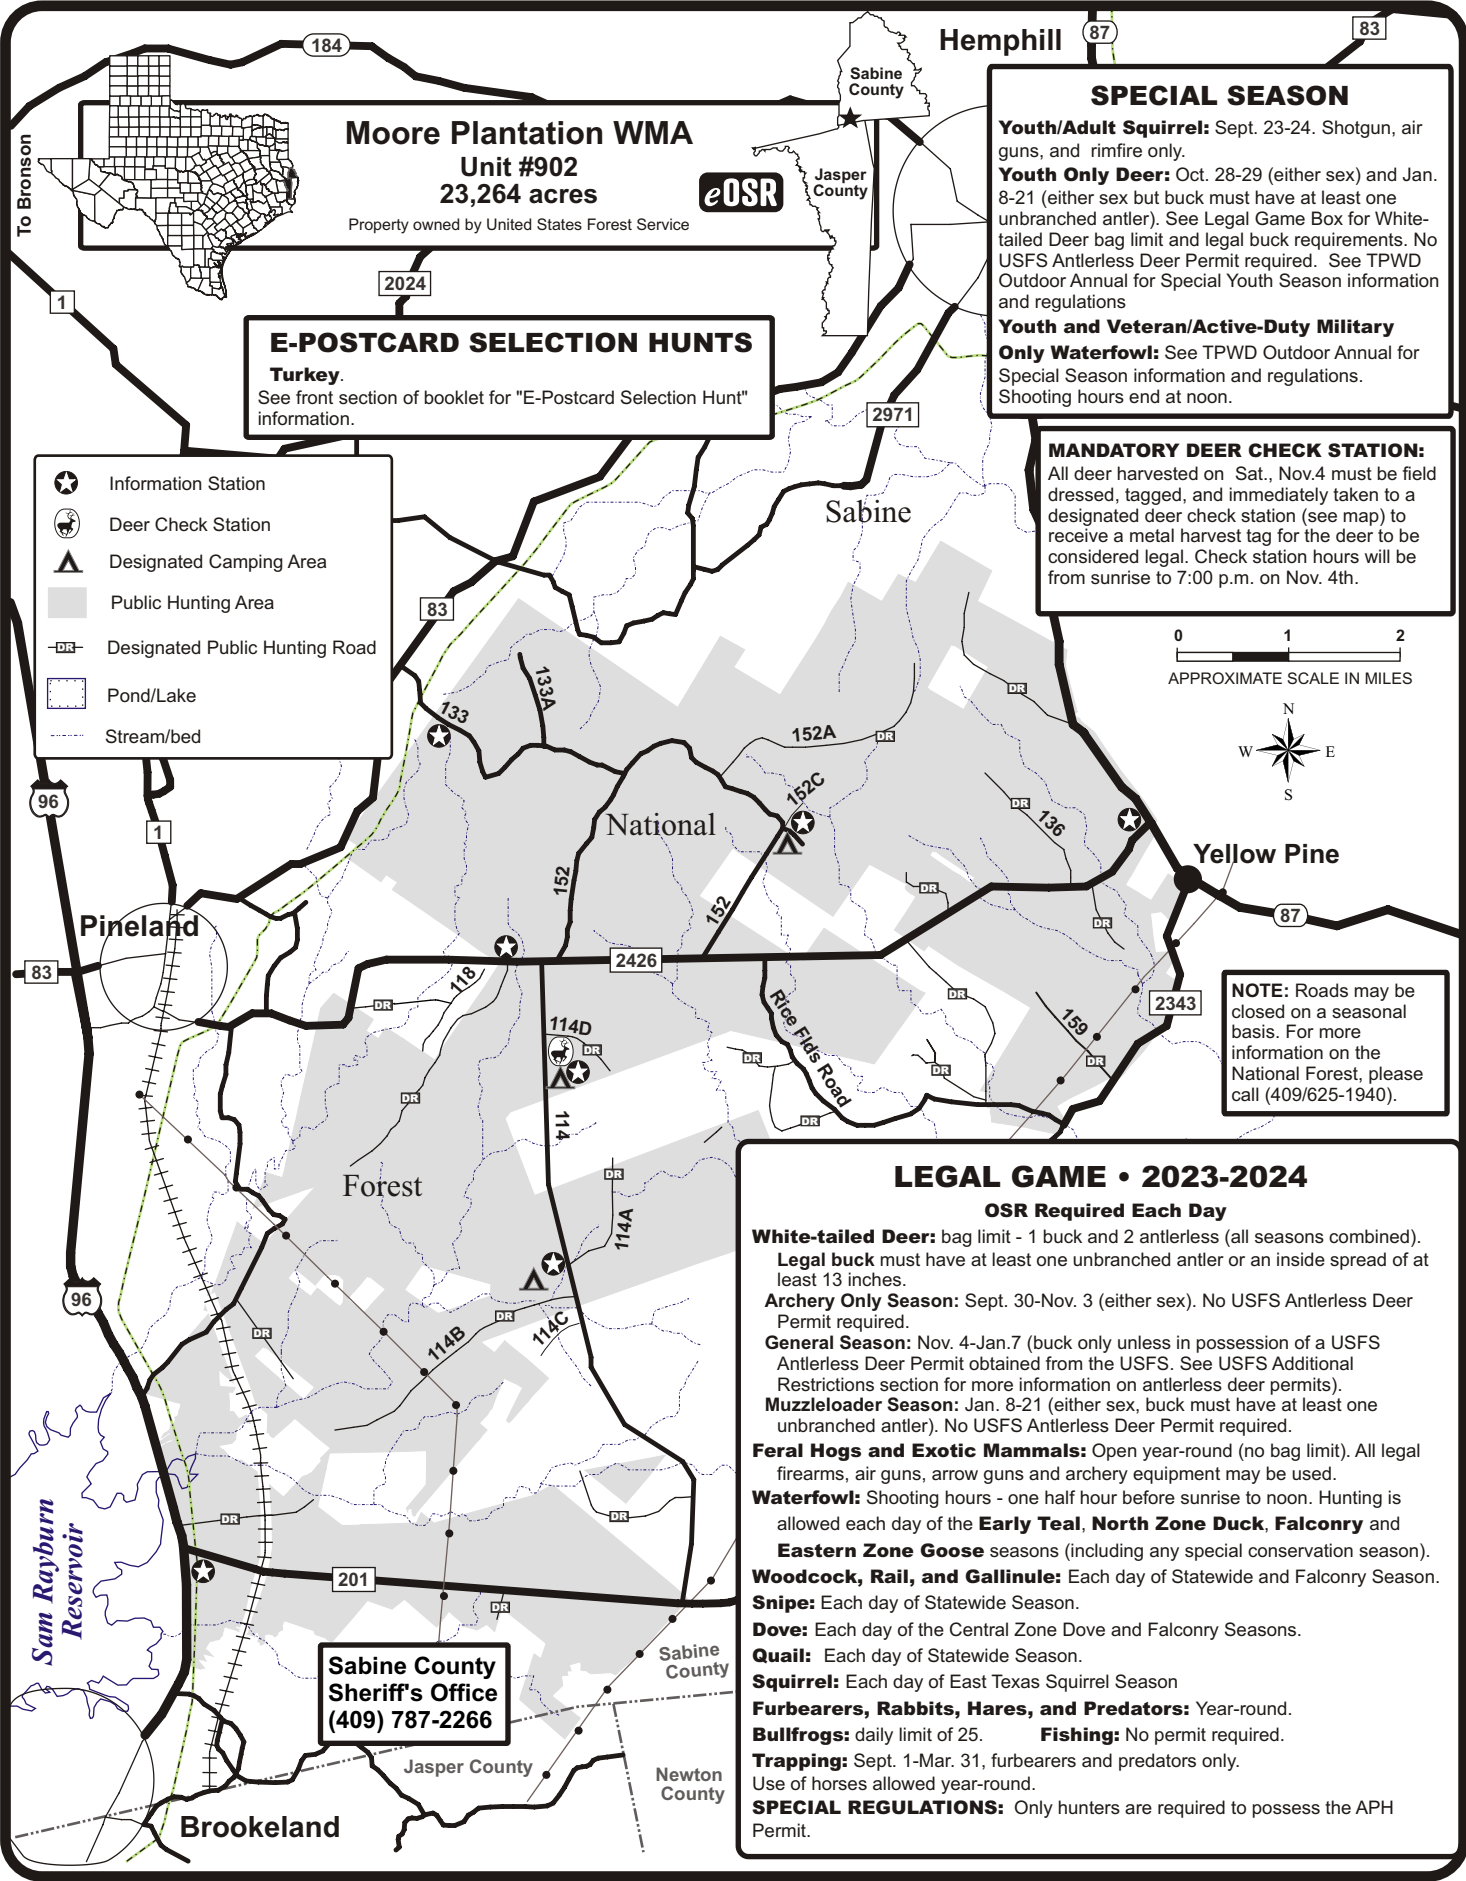 184
Hemphill
87
83
To Bronson
Moore Plantation WMA
Unit #902
23,264 acres
Property owned by United States Forest Service
eOSR
Sabine
County
Jasper
County
SPECIAL SEASON
Youth/Adult Squirrel: Sept. 23-24. Shotgun, air
guns, and rimfire only.
Youth Only Deer: Oct. 28-29 (either sex) and Jan.
8-21 (either sex but buck must have at least one
unbranched antler). See Legal Game Box for White-
tailed Deer bag limit and legal buck requirements. No
USFS Antlerless Deer Permit required. See TPWD
Outdoor Annual for Special Youth Season information
and regulations
Youth and Veteran/Active-Duty Military
Only Waterfowl: See TPWD Outdoor Annual for
Special Season information and regulations.
Shooting hours end at noon.
1
2024
E-POSTCARD SELECTION HUNTS
Turkey.
See front section of booklet for "E-Postcard Selection Hunt"
information.
2971
MANDATORY DEER CHECK STATION:
All deer harvested on Sat., Nov.4 must be field
dressed, tagged, and immediately taken to a
designated deer check station (see map) to
receive a metal harvest tag for the deer to be
considered legal. Check station hours will be
from sunrise to 7:00 p.m. on Nov. 4th.
Information Station
Deer Check Station
Designated Camping Area
Public Hunting Area
DR Designated Public Hunting Road
Pond/Lake
Stream/bed
Sabine
83
0 1 2
APPROXIMATE SCALE IN MILES
N
W E
S
133A
133
DR
152A
DR
152C
96
1
National
DR
136
Yellow Pine
152
152
DR
87
Pineland
DR
83
2426
118
DR
DR
2343
159
Rice Flds Road
NOTE: Roads may be
closed on a seasonal
basis. For more
information on the
National Forest, please
call (409/625-1940).
114D
DR
DR
DR
DR
DR
114
DR
Forest
DR
114A
96
DR
DR
114B
114C
DR
DR
201
DR
Sam Rayburn
Reservoir
Sabine County
Sheriff's Office
(409) 787-2266
Sabine
County
Jasper County
Newton
County
Brookeland
LEGAL GAME • 2023-2024
OSR Required Each Day
White-tailed Deer: bag limit - 1 buck and 2 antlerless (all seasons combined).
Legal buck must have at least one unbranched antler or an inside spread of at
least 13 inches.
Archery Only Season: Sept. 30-Nov. 3 (either sex). No USFS Antlerless Deer
Permit required.
General Season: Nov. 4-Jan.7 (buck only unless in possession of a USFS
Antlerless Deer Permit obtained from the USFS. See USFS Additional
Restrictions section for more information on antlerless deer permits).
Muzzleloader Season: Jan. 8-21 (either sex, buck must have at least one
unbranched antler). No USFS Antlerless Deer Permit required.
Feral Hogs and Exotic Mammals: Open year-round (no bag limit). All legal
firearms, air guns, arrow guns and archery equipment may be used.
Waterfowl: Shooting hours - one half hour before sunrise to noon. Hunting is
allowed each day of the Early Teal, North Zone Duck, Falconry and
Eastern Zone Goose seasons (including any special conservation season).
Woodcock, Rail, and Gallinule: Each day of Statewide and Falconry Season.
Snipe: Each day of Statewide Season.
Dove: Each day of the Central Zone Dove and Falconry Seasons.
Quail: Each day of Statewide Season.
Squirrel: Each day of East Texas Squirrel Season
Furbearers, Rabbits, Hares, and Predators: Year-round.
Bullfrogs: daily limit of 25. Fishing: No permit required.
Trapping: Sept. 1-Mar. 31, furbearers and predators only.
Use of horses allowed year-round.
SPECIAL REGULATIONS: Only hunters are required to possess the APH
Permit.